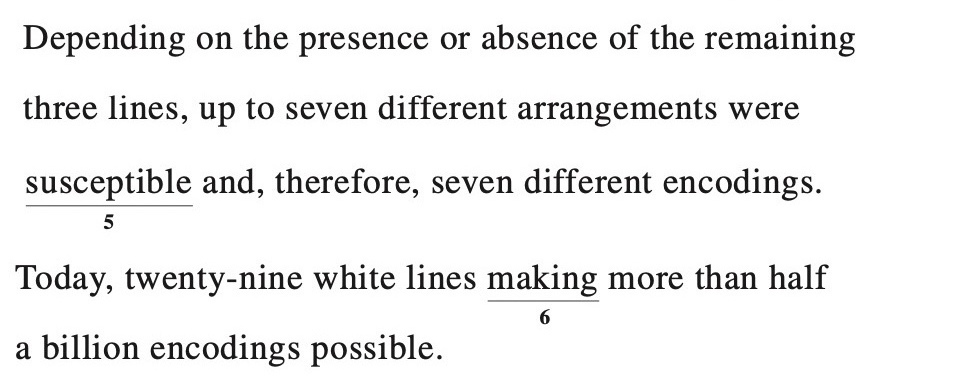 Depending on the presence or absence of the remaining
three lines, up to seven different arrangements were
susceptible and, therefore, seven different encodings.
5
Today, twenty-nine white lines making more than half
6
a billion encodings possible.